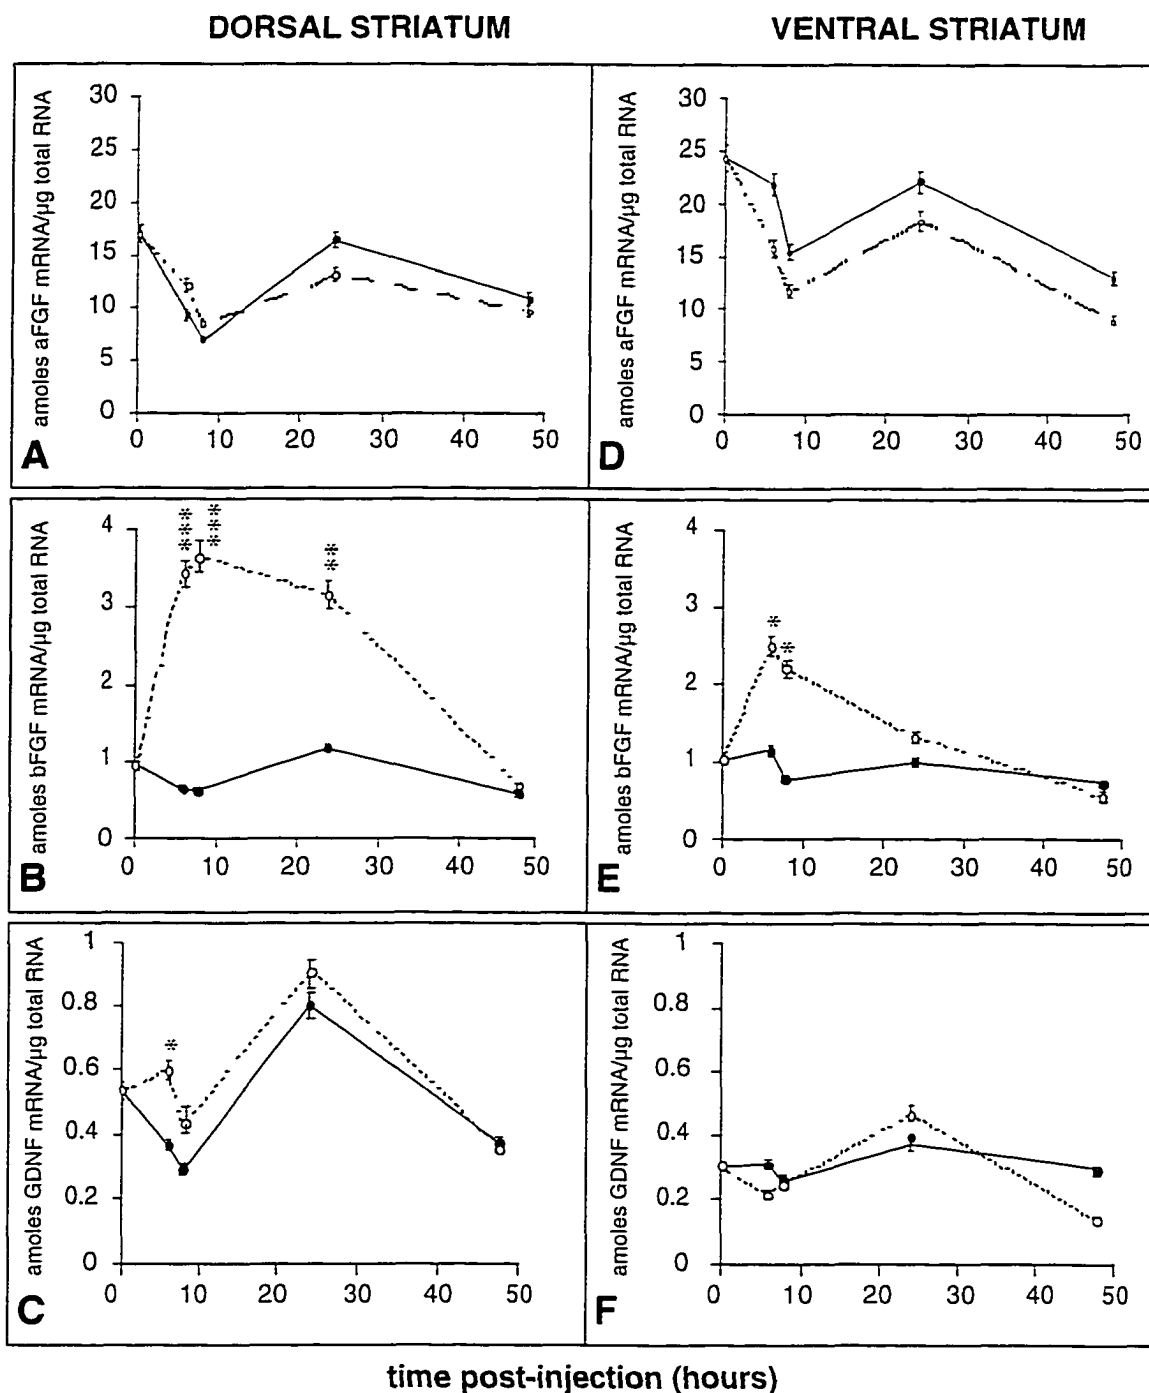 DORSAL STRIATUM
VENTRAL STRIATUM
amoles aFGF mRNA/µg total RNA
30
25
20
15
10
5
0
0 10 20 30 40 50
A
amoles aFGF mRNA/µg total RNA
30
25
20
15
10
5
0
0 10 20 30 40 50
D
amoles bFGF mRNA/µg total RNA
4
3
2
1
0
***
***
**
0 10 20 30 40 50
B
amoles bFGF mRNA/µg total RNA
4
3
2
1
0
*
*
0 10 20 30 40 50
E
amoles GDNF mRNA/µg total RNA
1
0.8
0.6
0.4
0.2
0
*
0 10 20 30 40 50
C
amoles GDNF mRNA/µg total RNA
1
0.8
0.6
0.4
0.2
0
0 10 20 30 40 50
F
time post-injection (hours)